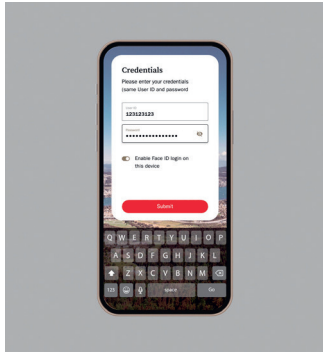 Credentials
Please enter your credentials
(same User ID and password
User ID
123123123
Password
••••••••••••••••
Enable Face ID login on
this device
Submit
Q W E R T Y U I O P
A S D F G H J K L
Z X C V B N M
123 space Go